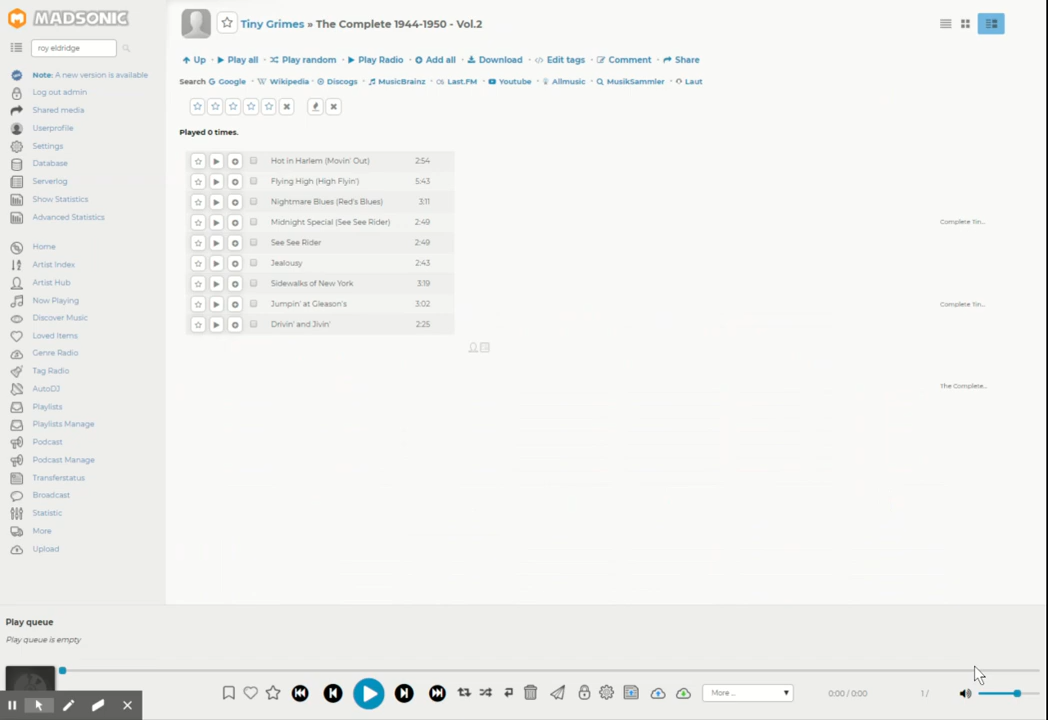 MADSONIC
roy eldridge
Note: A new version is available
Log out admin
Shared media
Userprofile
Settings
Database
Serverlog
Show Statistics
Advanced Statistics
Home
Artist Index
Artist Hub
Now Playing
Discover Music
Loved Items
Genre Radio
Tag Radio
AutoDJ
Playlists
Playlists Manage
Podcast
Podcast Manage
Transferstatus
Broadcast
Statistic
More
Upload
Tiny Grimes » The Complete 1944-1950 - Vol.2
Up · Play all · Play random · Play Radio · Add all · Download · Edit tags · Comment · Share
Search Google · Wikipedia · Discogs · MusicBrainz · Last.FM · Youtube · Allmusic · MusikSammler · Laut
Played 0 times.
Hot in Harlem (Movin' Out) 2:54
Flying High (High Flyin') 5:43
Nightmare Blues (Red's Blues) 3:11
Midnight Special (See See Rider) 2:49
See See Rider 2:49
Jealousy 2:43
Sidewalks of New York 3:19
Jumpin' at Gleason's 3:02
Drivin' and Jivin' 2:25
Complete Tin...
Complete Tin...
The Complete...
Play queue
Play queue is empty
More ...
0:00 / 0:00
1 /